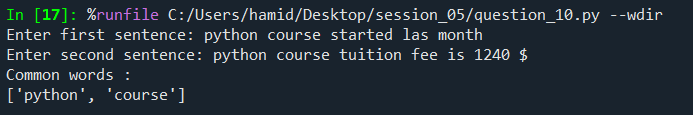 In [17]: %runfile C:/Users/hamid/Desktop/session_05/question_10.py --wdir
Enter first sentence: python course started las month
Enter second sentence: python course tuition fee is 1240 $
Common words :
['python', 'course']